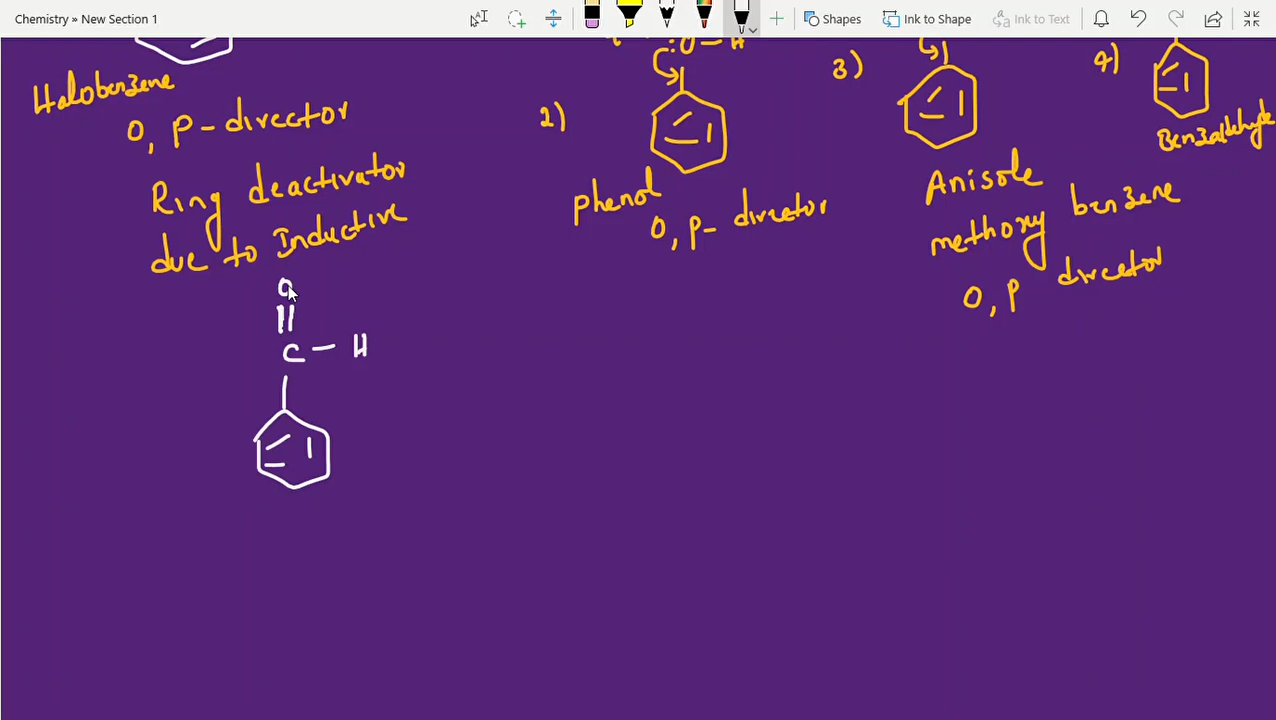 Chemistry » New Section 1
Shapes
Ink to Shape
Ink to Text
Halobenzene
O, P - director
Ring deactivator
due to Inductive
O
C - H
2)
:O - H
phenol
O, P - director
3)
Anisole
methoxy benzene
O, P director
4)
Benzaldehyde